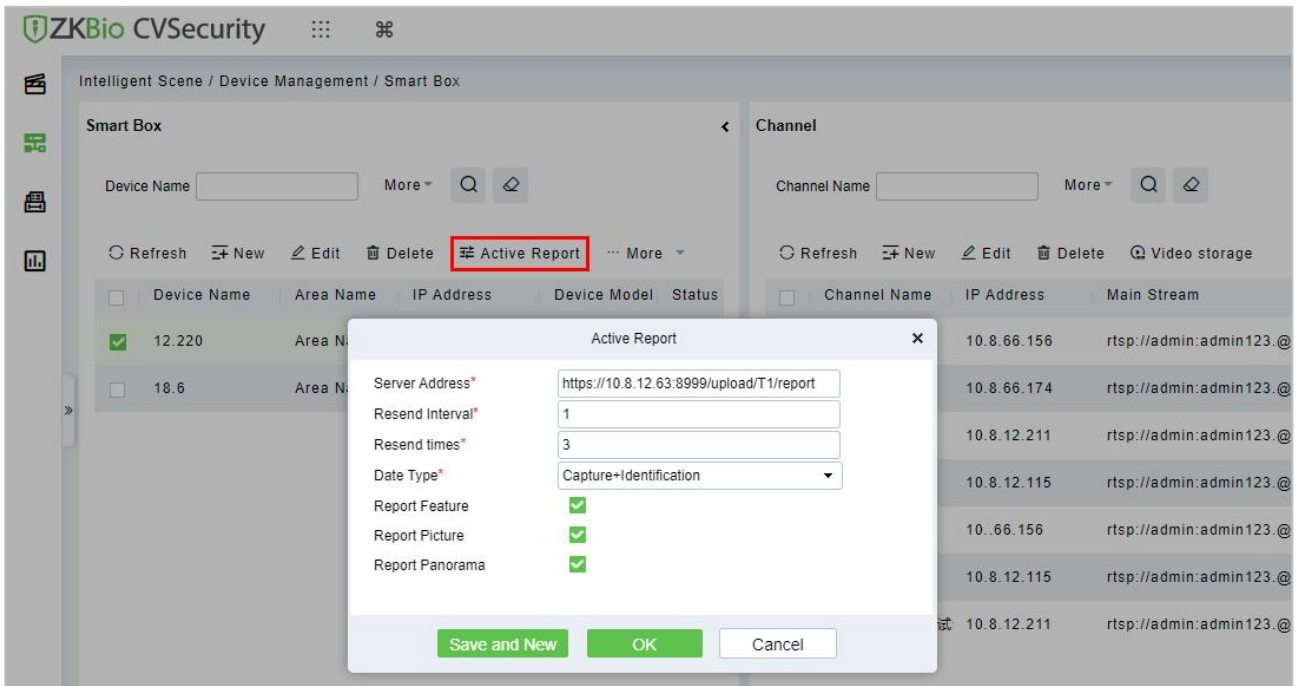 ZKBio CVSecurity
Intelligent Scene / Device Management / Smart Box
Smart Box
Device Name
More
Refresh New Edit Delete Active Report ... More
Device Name Area Name IP Address Device Model Status
12.220 Area Na
18.6 Area Na
Channel
Channel Name
More
Refresh New Edit Delete Video storage
Channel Name IP Address Main Stream
10.8.66.156 rtsp://admin:admin123.@
10.8.66.174 rtsp://admin:admin123.@
10.8.12.211 rtsp://admin:admin123.@
10.8.12.115 rtsp://admin:admin123.@
10..66.156 rtsp://admin:admin123.@
10.8.12.115 rtsp://admin:admin123.@
试 10.8.12.211 rtsp://admin:admin123.@
Active Report
Server Address* https://10.8.12.63:8999/upload/T1/report
Resend Interval* 1
Resend times* 3
Date Type* Capture+Identification
Report Feature
Report Picture
Report Panorama
Save and New OK Cancel